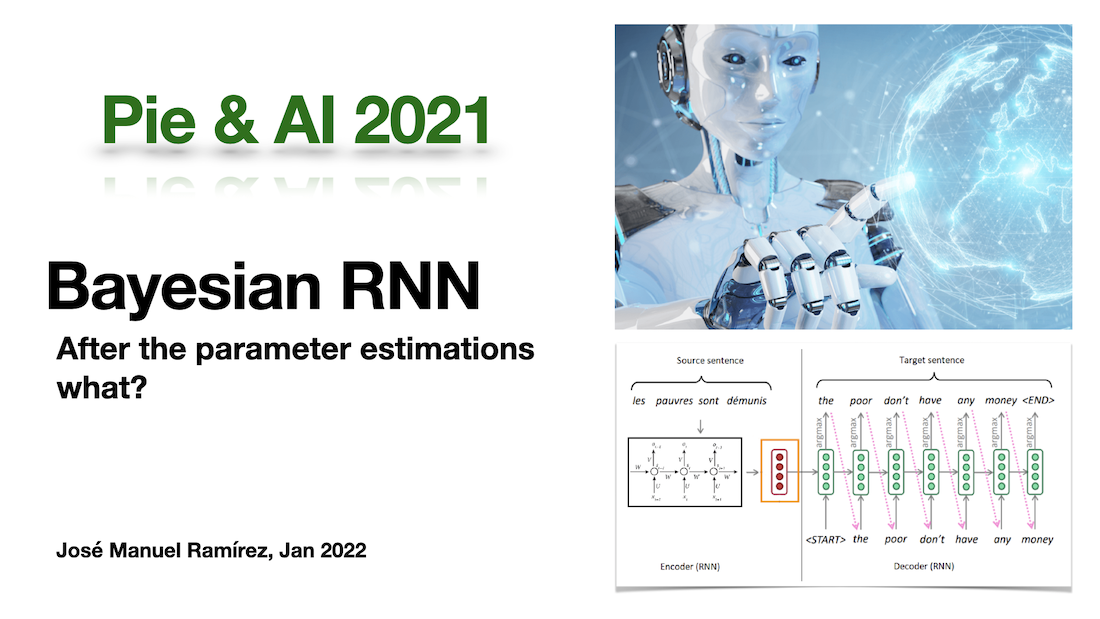 Pie & AI 2021
Bayesian RNN
After the parameter estimations
what?
José Manuel Ramírez, Jan 2022
Source sentence
Target sentence
les pauvres sont démunis
the poor don't have any money <END>
argmax argmax argmax argmax argmax argmax argmax
V V V
W W W W
U U U
<START> the poor don't have any money
Encoder (RNN)
Decoder (RNN)